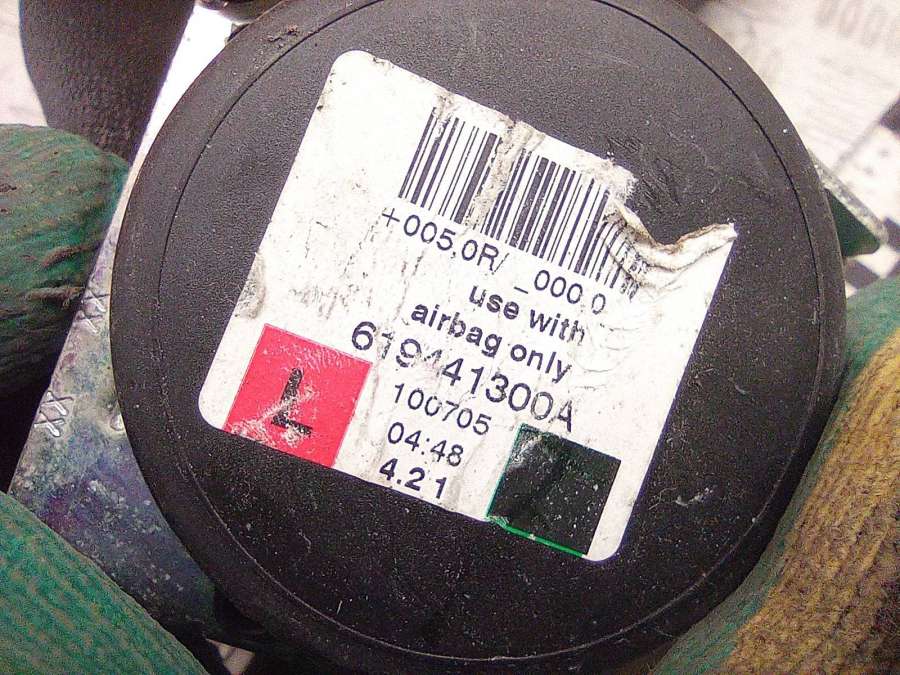 +005,0R/ _000 0
use with
airbag only
619441300A
100705
04:48
4.2 1
L